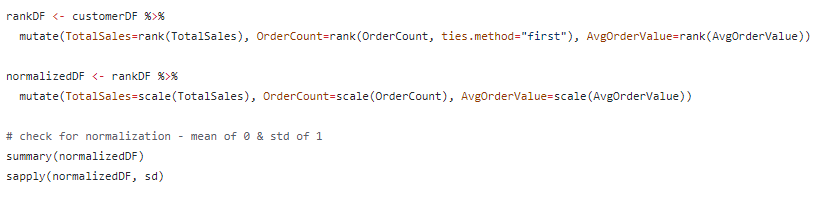 rankDF <- customerDF %>%
  mutate(TotalSales=rank(TotalSales), OrderCount=rank(OrderCount, ties.method="first"), AvgOrderValue=rank(AvgOrderValue))
normalizedDF <- rankDF %>%
  mutate(TotalSales=scale(TotalSales), OrderCount=scale(OrderCount), AvgOrderValue=scale(AvgOrderValue))
# check for normalization - mean of 0 & std of 1
summary(normalizedDF)
sapply(normalizedDF, sd)